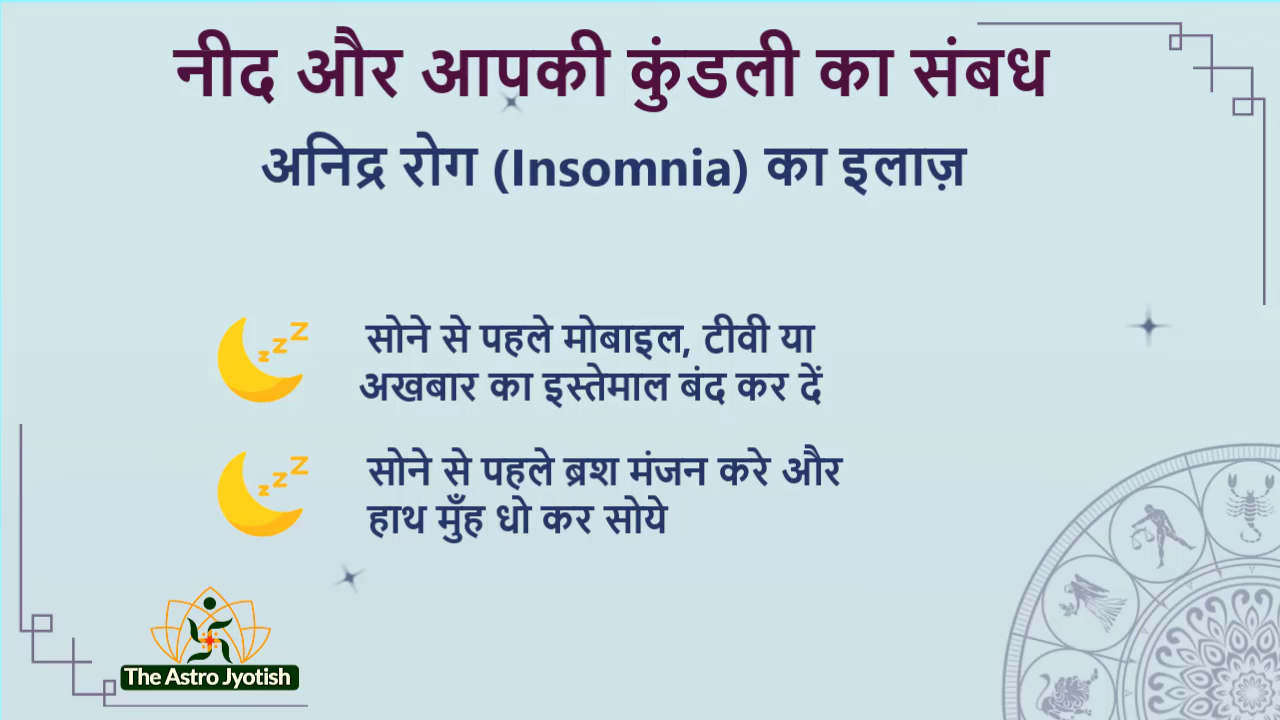 नीद और आपकी कुंडली का संबध
अनिद्र रोग (Insomnia) का इलाज़
सोने से पहले मोबाइल, टीवी या
अखबार का इस्तेमाल बंद कर दें
सोने से पहले ब्रश मंजन करे और
हाथ मुँह धो कर सोये
The Astro Jyotish